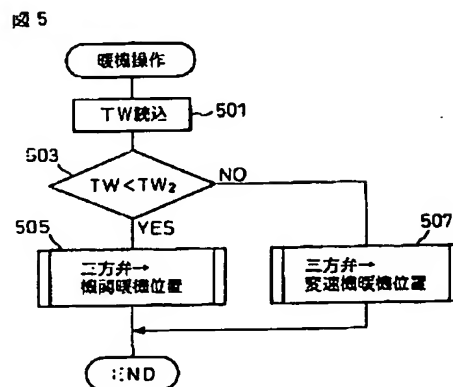 図5
暖機操作
TW読込
501
503
TW<TW₂
NO
YES
505
三方弁→
機関暖機位置
507
三方弁→
変速機暖機位置
END